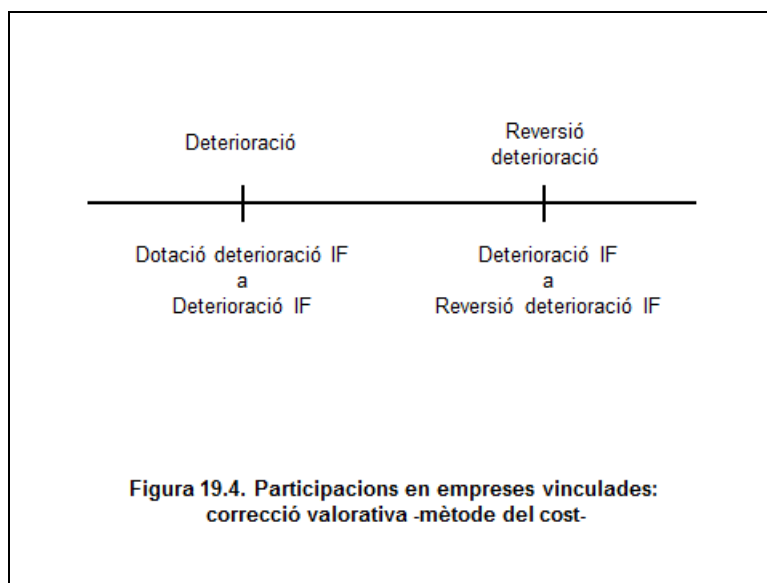 Deterioració
Reversió
deterioració
Dotació deterioració IF
a
Deterioració IF
Deterioració IF
a
Reversió deterioració IF
Figura 19.4. Participacions en empreses vinculades:
correcció valorativa -mètode del cost-